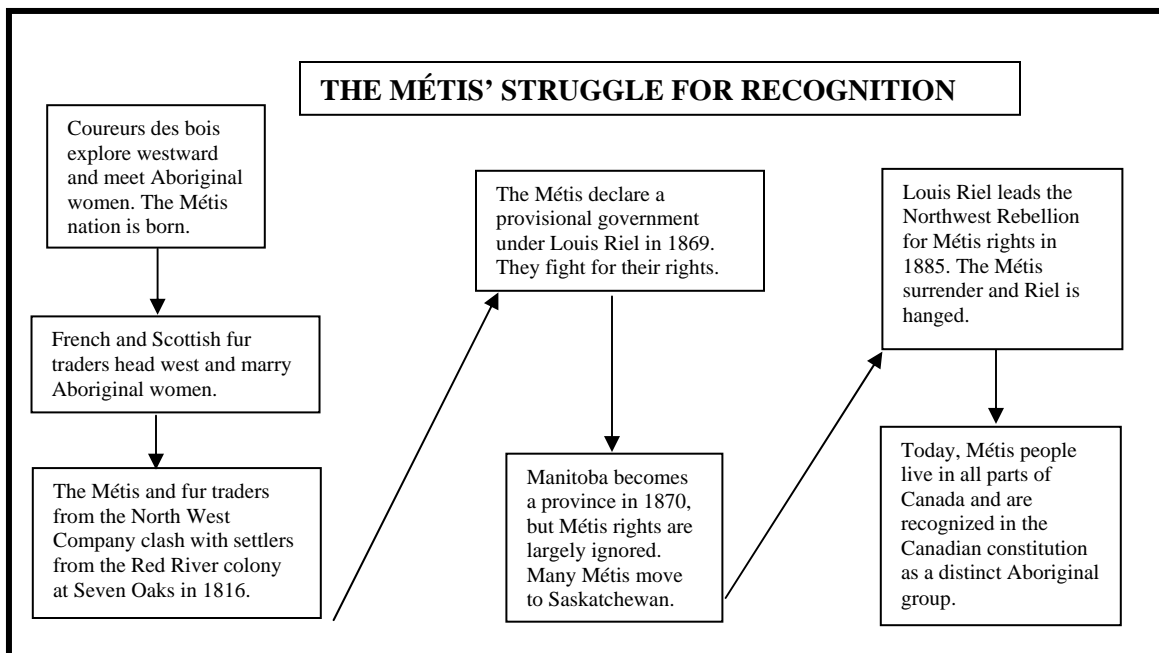 THE MÉTIS’ STRUGGLE FOR RECOGNITION
Coureurs des bois
explore westward
and meet Aboriginal
women. The Métis
nation is born.
French and Scottish fur
traders head west and marry
Aboriginal women.
The Métis and fur traders
from the North West
Company clash with settlers
from the Red River colony
at Seven Oaks in 1816.
The Métis declare a
provisional government
under Louis Riel in 1869.
They fight for their rights.
Manitoba becomes
a province in 1870,
but Métis rights are
largely ignored.
Many Métis move
to Saskatchewan.
Louis Riel leads the
Northwest Rebellion
for Métis rights in
1885. The Métis
surrender and Riel is
hanged.
Today, Métis people
live in all parts of
Canada and are
recognized in the
Canadian constitution
as a distinct Aboriginal
group.